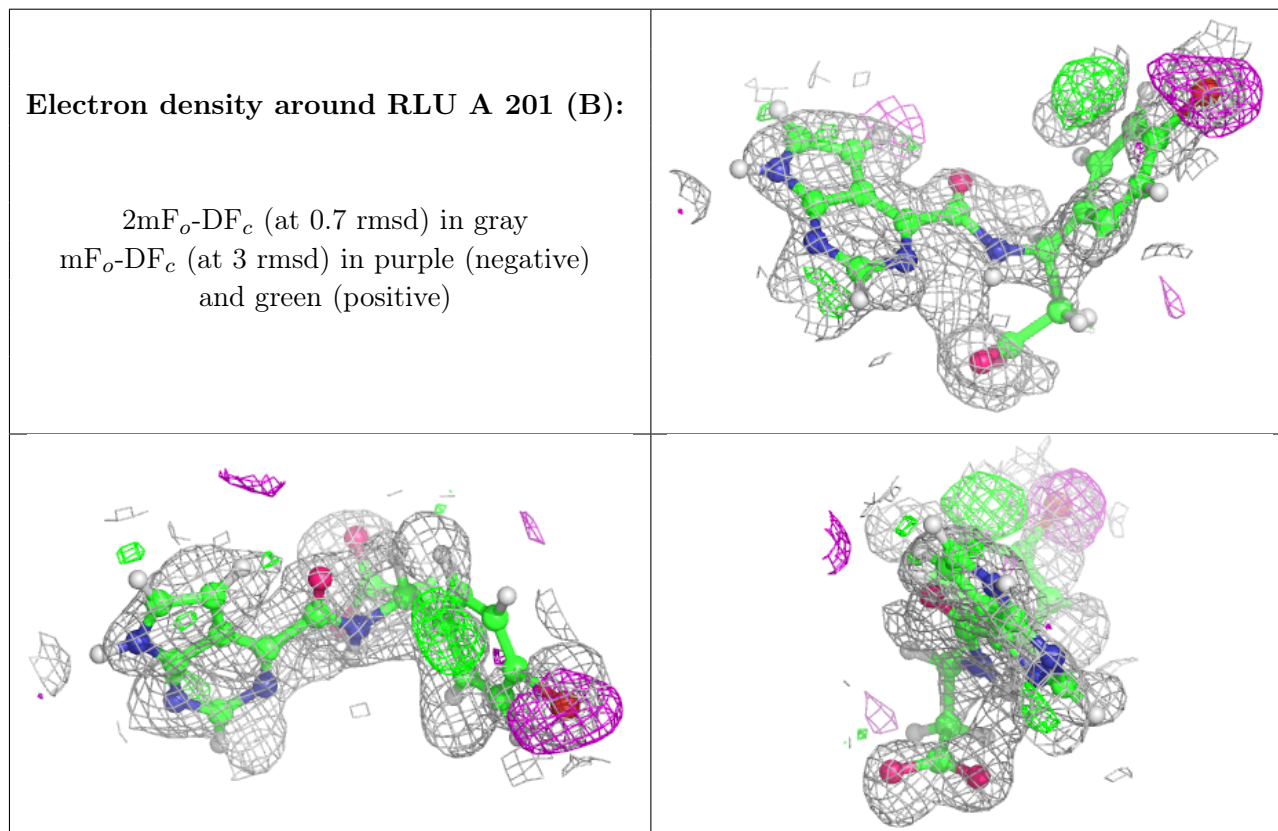 Electron density around RLU A 201 (B):
2mFo-DFc (at 0.7 rmsd) in gray
mFo-DFc (at 3 rmsd) in purple (negative)
and green (positive)